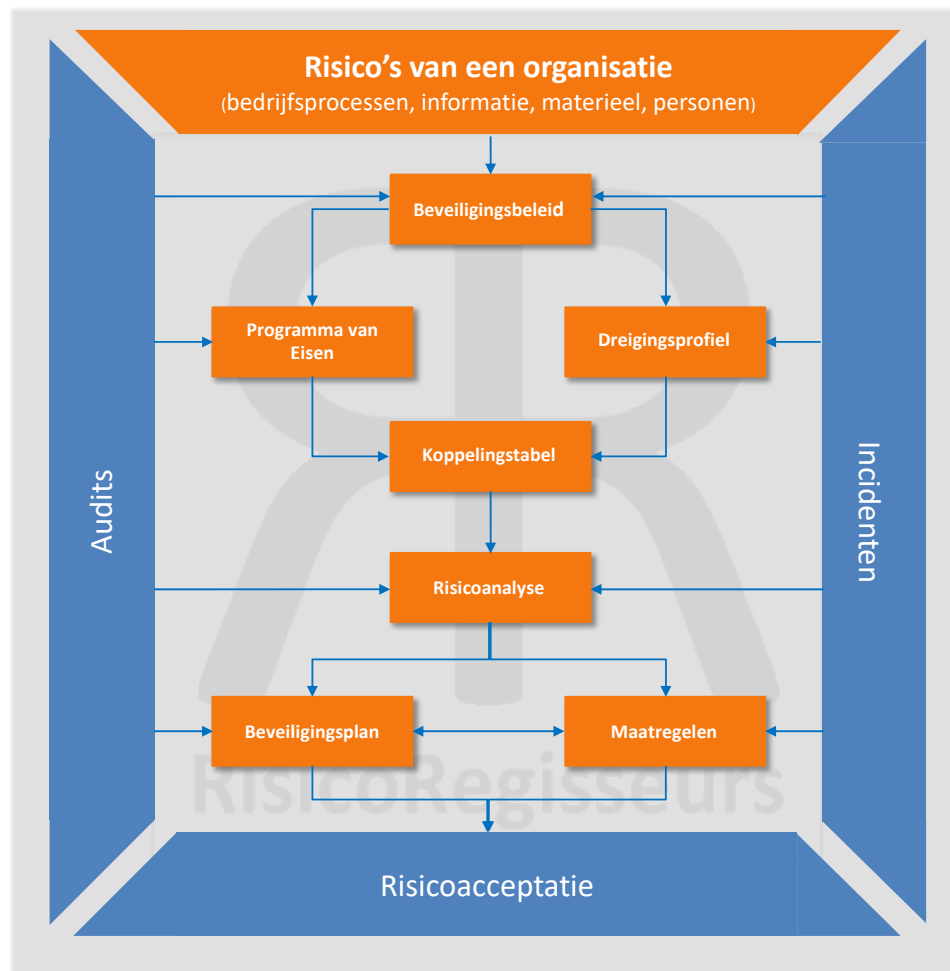 Risico’s van een organisatie
(bedrijfsprocessen, informatie, materieel, personen)
Beveiligingsbeleid
Programma van
Eisen
Dreigingsprofiel
Koppelingstabel
Audits
Incidenten
Risicoanalyse
Beveiligingsplan
Maatregelen
RisicoRegisseurs
Risicoacceptatie